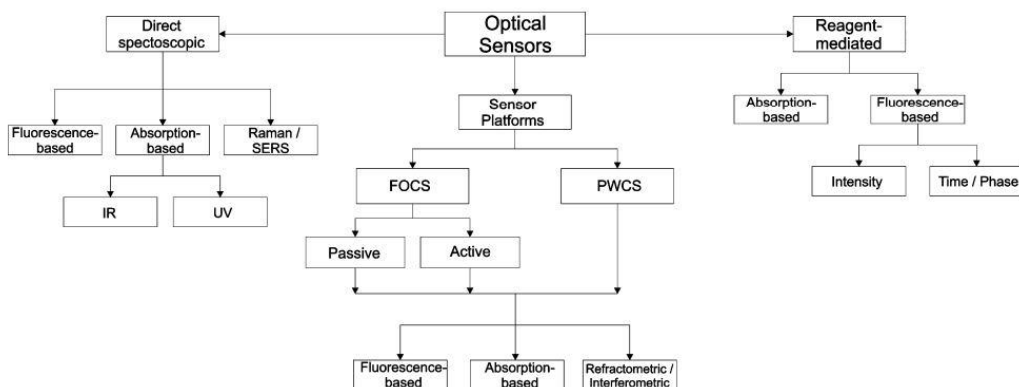 Direct
spectoscopic
Optical
Sensors
Reagent-
mediated
Sensor
Platforms
Absorption-
based
Fluorescence-
based
Fluorescence-
based
Absorption-
based
Raman /
SERS
FOCS
PWCS
Intensity
Time / Phase
IR
UV
Passive
Active
Fluorescence-
based
Absorption-
based
Refractometric /
Interferometric